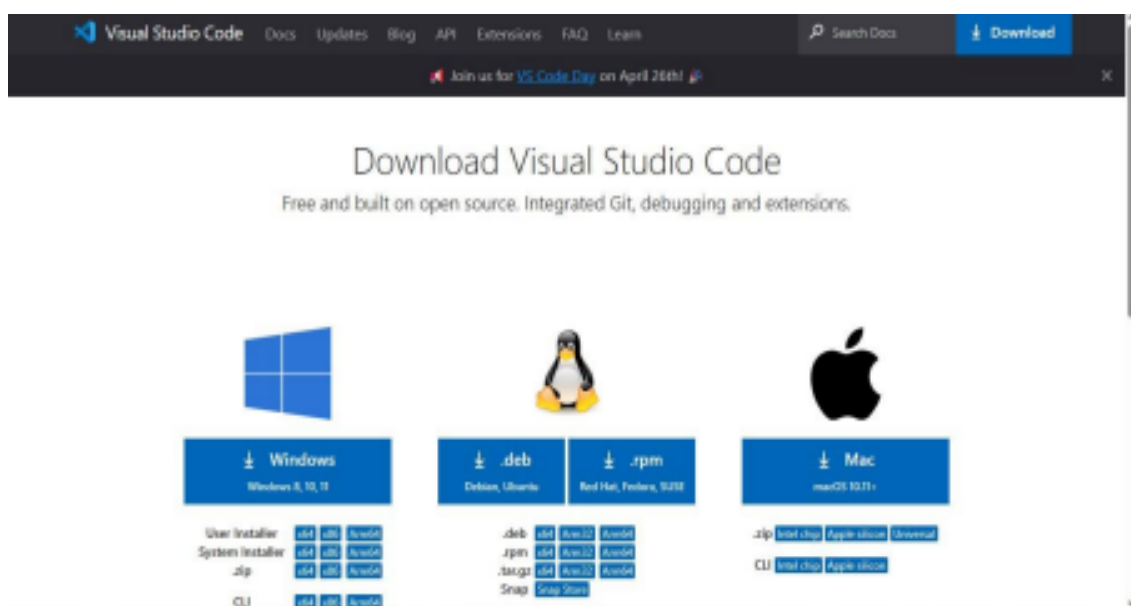 Visual Studio Code Docs Updates Blog API Extensions FAQ Learn Search Docs Download
Join us for VS Code Day on April 26th!
Download Visual Studio Code
Free and built on open source. Integrated Git, debugging and extensions.
Windows
Windows 8, 10, 11
User Installer x64 x86 Arm64
System Installer x64 x86 Arm64
.zip x64 x86 Arm64
CLI x64 x86 Arm64
.deb
Debian, Ubuntu
.rpm
Red Hat, Fedora, SUSE
.deb x64 Arm32 Arm64
.rpm x64 Arm32 Arm64
.tar.gz x64 Arm32 Arm64
Snap Snap Store
Mac
macOS 10.11+
.zip Intel chip Apple silicon Universal
CLI Intel chip Apple silicon